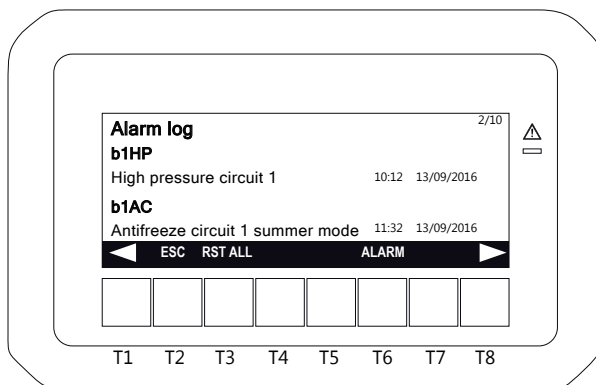 2/10
Alarm log
b1HP
High pressure circuit 1 10:12 13/09/2016
b1AC
Antifreeze circuit 1 summer mode 11:32 13/09/2016
ESC RST ALL ALARM
T1 T2 T3 T4 T5 T6 T7 T8